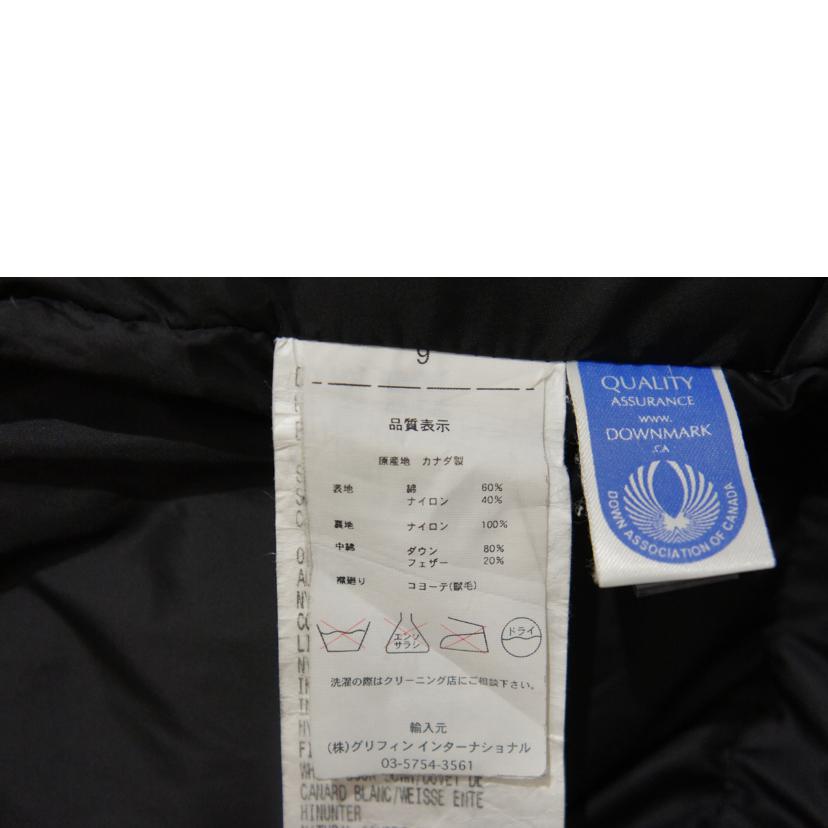 9
品質表示
原産地 カナダ製
表地 綿 60%
ナイロン 40%
裏地 ナイロン 100%
中綿 ダウン 80%
フェザー 20%
襟廻り コヨーテ(獣毛)
エンソ
サラシ
ドライ
洗濯の際はクリーニング店にご相談下さい。
輸入元
(株)グリフィン インターナショナル
03-5754-3561
CANARD BLANC/WEISSE ENTE
HINUNTER
QUALITY
ASSURANCE
www.
DOWNMARK
.CA
DOWN ASSOCIATION OF CANADA